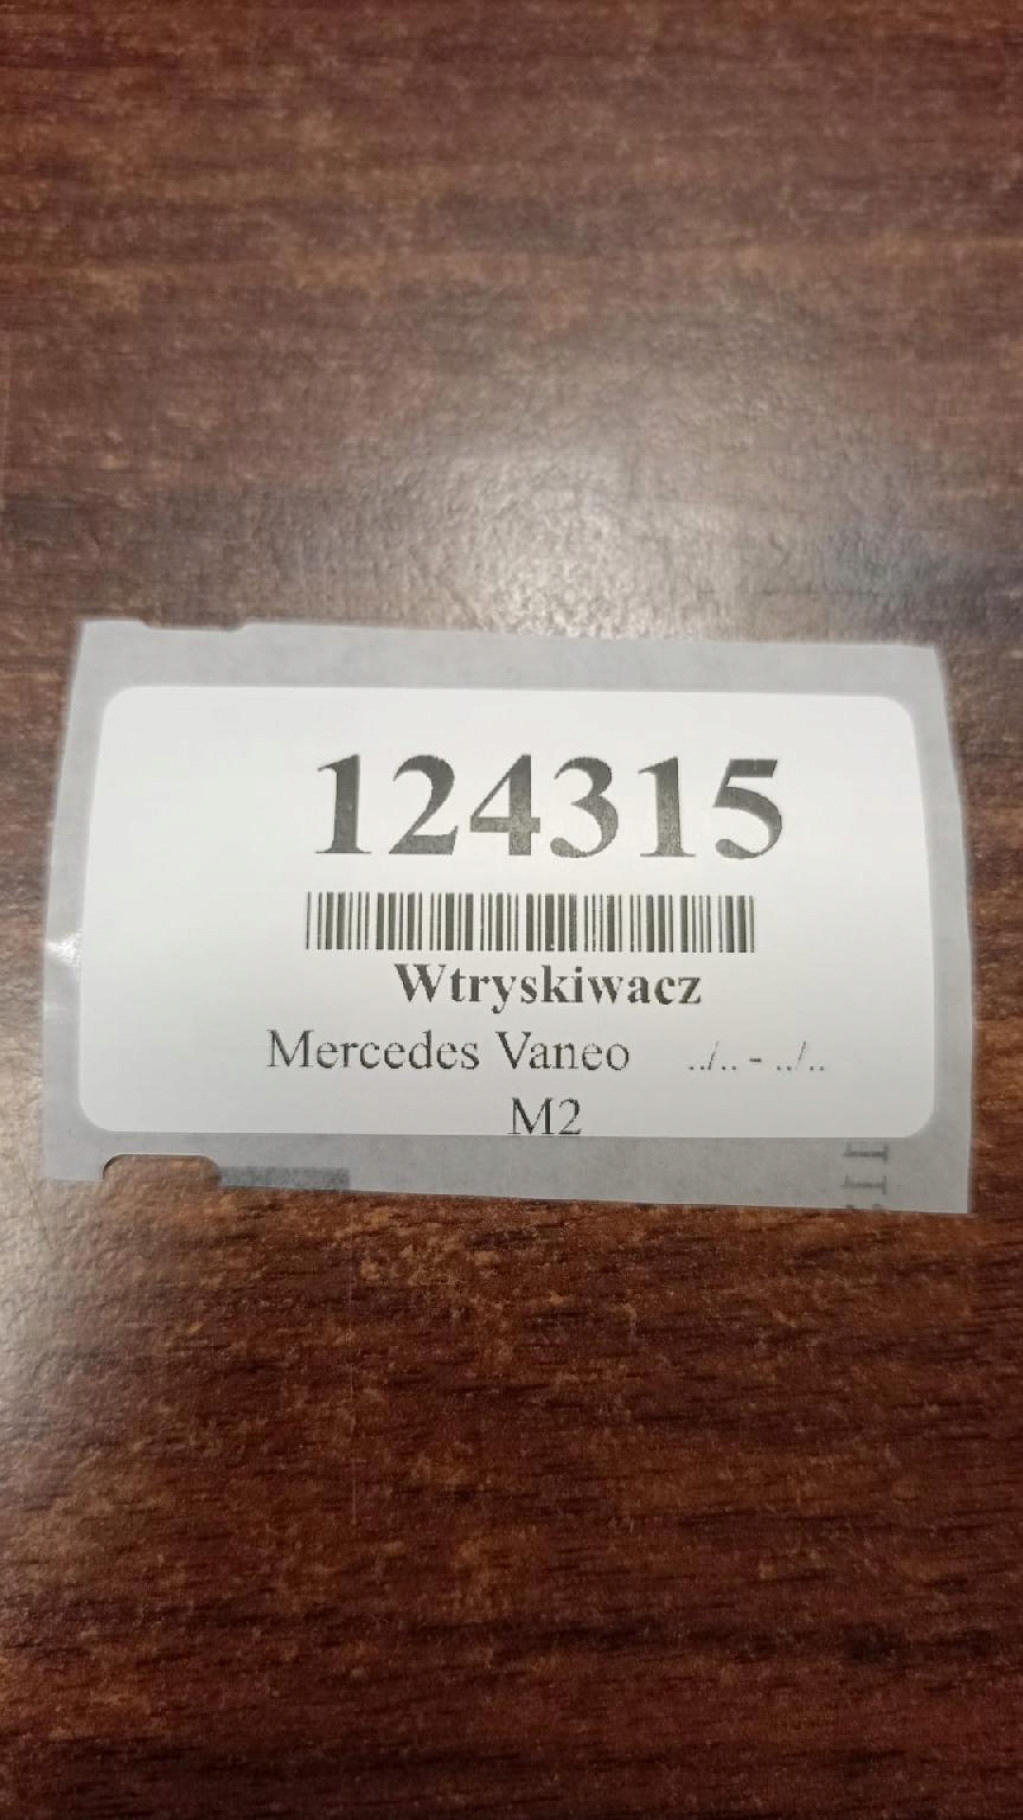 124315
Wtryskiwacz
Mercedes Vaneo ../.. - ../..
M2